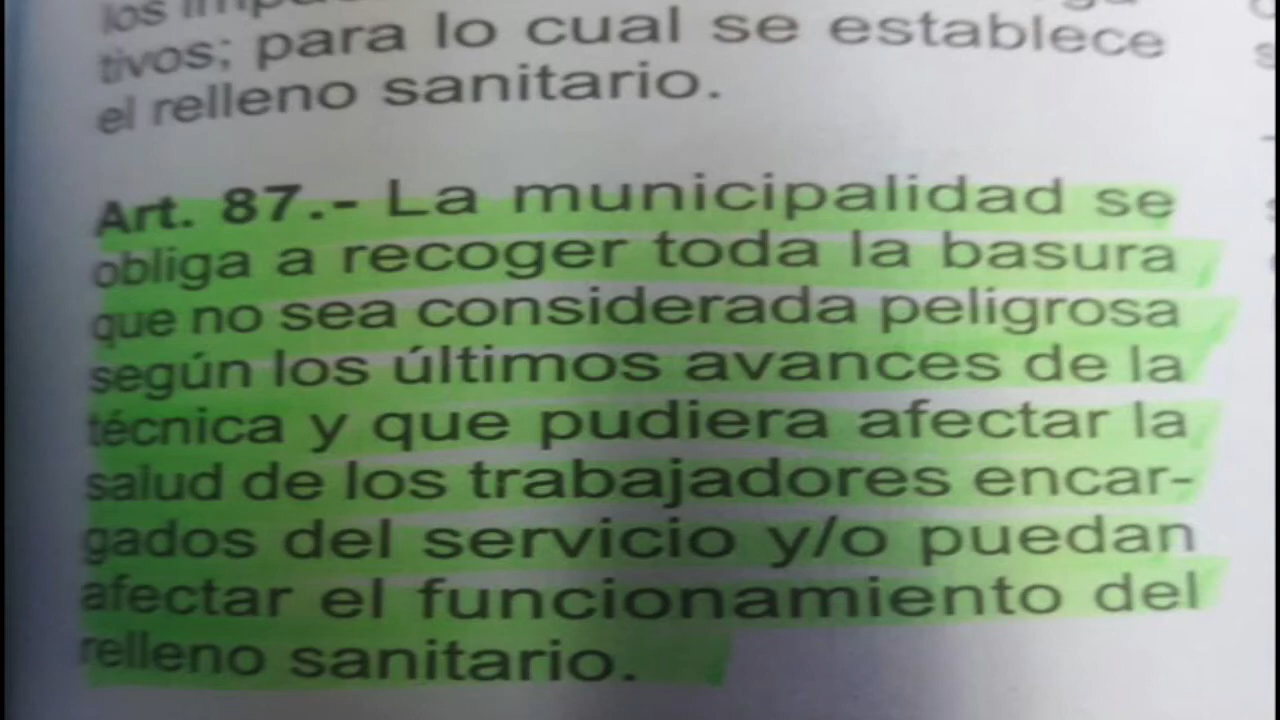 los
tivos; para lo cual se establece
el relleno sanitario.
Art. 87.- La municipalidad se
obliga a recoger toda la basura
que no sea considerada peligrosa
según los últimos avances de la
técnica y que pudiera afectar la
salud de los trabajadores encar-
gados del servicio y/o puedan
afectar el funcionamiento del
relleno sanitario.